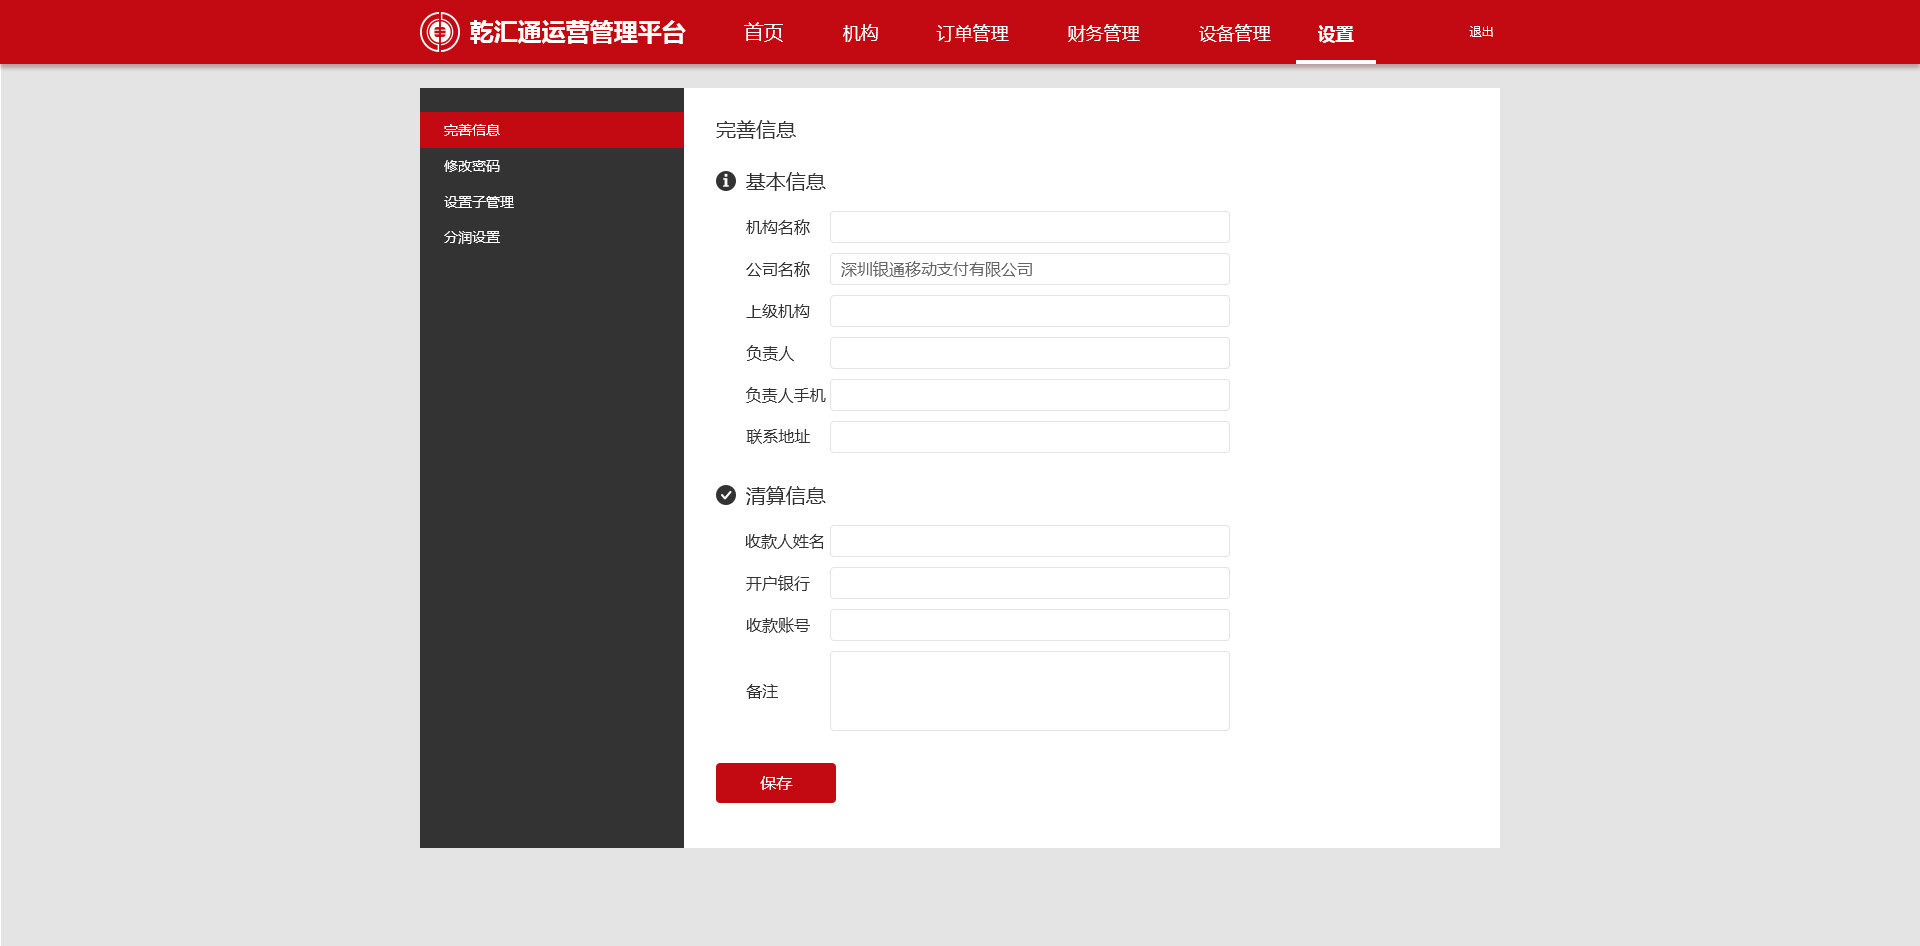 乾汇通运营管理平台 首页 机构 订单管理 财务管理 设备管理 设置 退出
完善信息
修改密码
设置子管理
分润设置
完善信息
基本信息
机构名称
公司名称 深圳银通移动支付有限公司
上级机构
负责人
负责人手机
联系地址
清算信息
收款人姓名
开户银行
收款账号
备注
保存